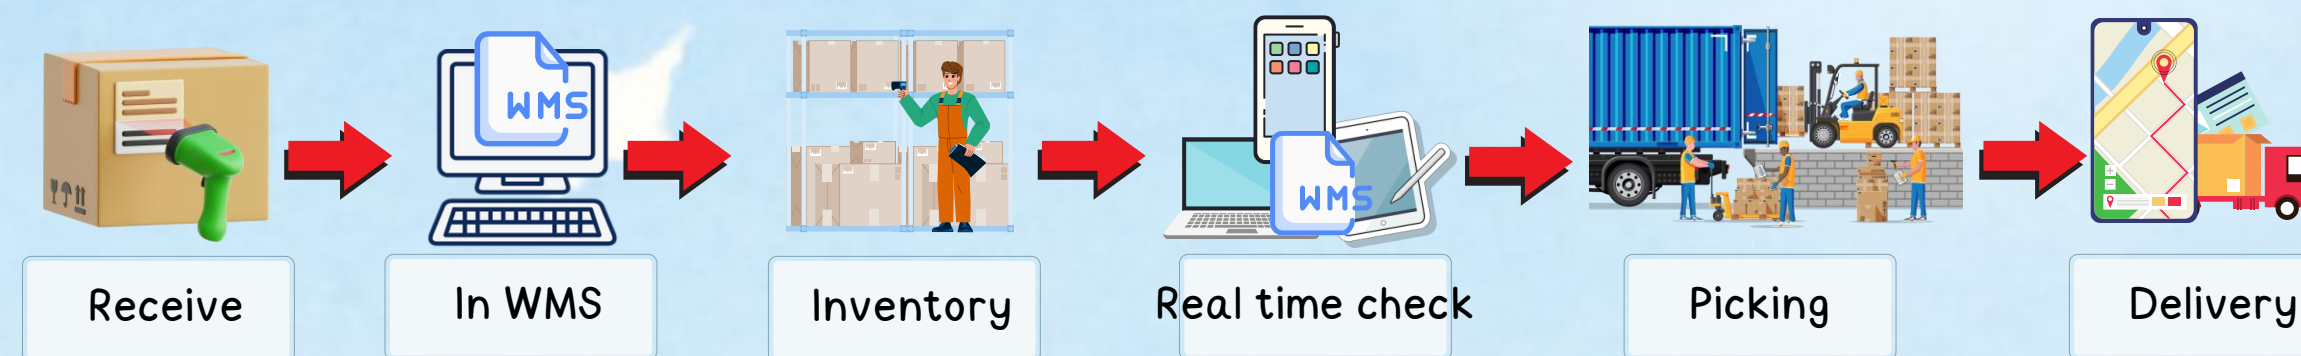 WMS
WMS
Receive
In WMS
Inventory
Real time check
Picking
Delivery